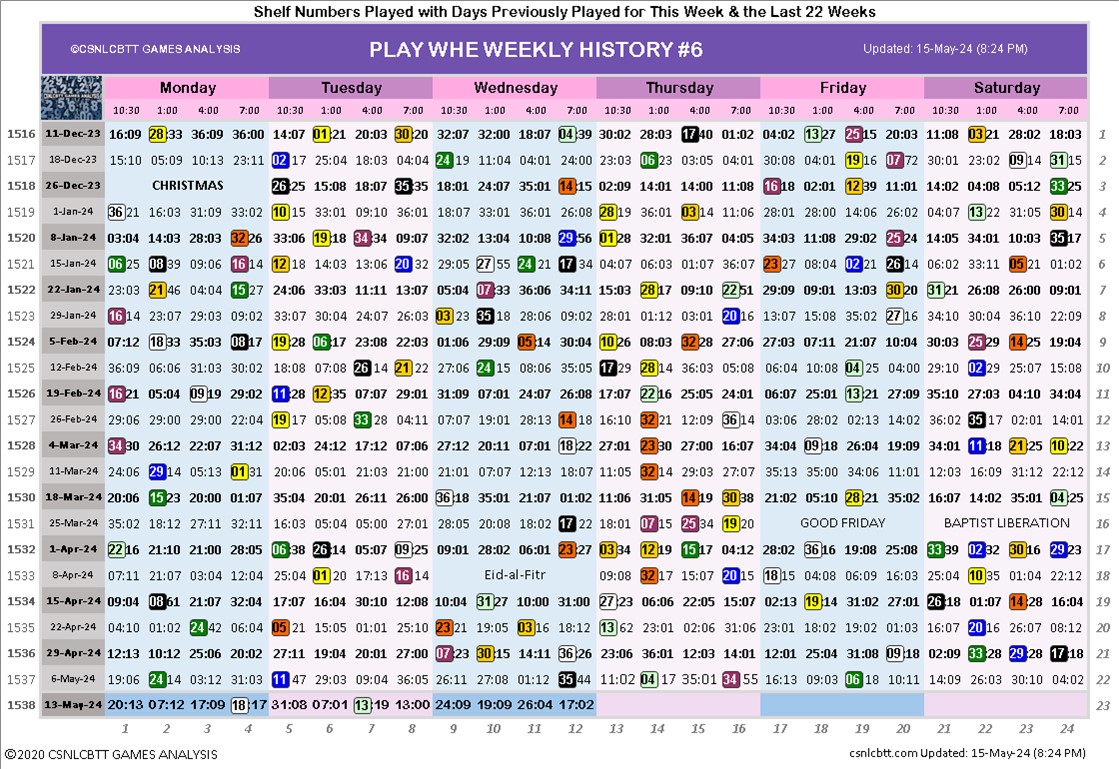 Shelf Numbers Played with Days Previously Played for This Week & the Last 22 Weeks
©CSNLCBTT GAMES ANALYSIS PLAY WHE WEEKLY HISTORY #6 Updated: 15-May-24 (8:24 PM)
Monday Tuesday Wednesday Thursday Friday Saturday
10:30 1:00 4:00 7:00 10:30 1:00 4:00 7:00 10:30 1:00 4:00 7:00 10:30 1:00 4:00 7:00 10:30 1:00 4:00 7:00 10:30 1:00 4:00 7:00
1516 11-Dec-23 16:09 28:33 36:09 36:00 14:07 01:21 20:03 30:20 32:07 32:00 18:07 04:39 30:02 28:03 17:40 01:02 04:02 13:27 25:15 20:03 11:08 03:21 28:02 18:03 1
1517 18-Dec-23 15:10 05:09 10:13 23:11 02:17 25:04 18:03 04:04 24:19 11:04 04:01 24:00 23:03 06:23 03:05 04:01 30:08 04:01 19:16 07:72 30:01 23:02 09:14 31:15 2
1518 26-Dec-23 CHRISTMAS 26:25 15:08 18:07 35:35 18:01 24:07 35:01 14:15 02:09 14:01 14:00 11:08 16:18 02:01 12:39 11:01 14:02 04:08 05:12 33:25 3
1519 1-Jan-24 36:21 16:03 31:09 33:02 10:15 33:01 09:10 36:01 18:07 33:01 36:01 26:08 28:19 36:01 03:14 11:06 28:01 28:00 14:06 26:02 04:07 13:22 31:05 30:14 4
1520 8-Jan-24 03:04 14:03 28:03 32:26 33:06 19:18 34:34 09:07 32:02 13:04 10:08 29:56 01:28 32:01 36:07 04:05 34:03 11:08 29:02 25:24 14:05 34:01 10:03 35:17 5
1521 15-Jan-24 06:25 08:39 09:06 16:14 12:18 14:03 13:06 20:32 29:05 27:55 24:21 17:34 04:07 06:03 01:07 36:07 23:27 08:04 02:21 26:14 06:02 33:11 05:21 01:02 6
1522 22-Jan-24 23:03 21:46 04:04 15:27 24:06 33:03 11:11 13:07 05:04 07:33 36:06 34:11 15:03 28:17 09:10 22:51 29:09 09:01 13:03 30:20 21:31 21:08 26:00 09:01 7
1523 29-Jan-24 16:14 23:07 29:03 09:02 33:07 30:04 24:07 26:03 03:23 35:18 05:09 09:04 28:01 01:12 03:01 20:16 13:07 15:08 35:02 27:16 34:10 30:04 36:10 22:09 8
1524 5-Feb-24 07:12 18:33 35:03 08:17 19:28 06:17 23:08 22:03 01:06 29:09 05:14 30:04 10:26 08:03 32:28 27:06 27:03 07:11 21:07 10:04 30:03 25:29 14:25 19:04 9
1525 12-Feb-24 36:09 06:06 31:03 30:02 18:08 07:08 26:14 21:22 27:06 24:15 08:06 35:05 17:29 28:14 03:08 05:03 06:04 10:08 04:25 04:00 29:10 02:29 25:07 15:08 10
1526 19-Feb-24 16:21 05:04 09:19 29:02 11:28 12:35 07:07 07:00 31:09 07:01 24:07 26:08 17:07 22:16 25:05 24:01 06:07 25:01 13:21 27:09 35:10 27:03 04:10 34:04 11
1527 26-Feb-24 29:06 29:00 29:00 22:04 19:17 05:08 33:28 04:11 07:07 19:01 28:13 14:18 16:10 32:21 12:09 36:14 03:09 02:08 28:13 14:02 36:02 35:17 02:01 14:01 12
1528 4-Mar-24 34:30 26:12 22:07 31:12 02:03 24:12 17:12 07:06 27:12 20:11 07:01 18:22 27:01 23:30 27:00 16:07 34:04 09:18 26:04 19:09 34:01 11:18 21:25 10:22 13
1529 11-Mar-24 24:06 29:14 05:13 01:31 20:06 05:01 21:03 21:00 21:01 07:07 12:13 18:07 11:05 32:14 29:03 27:07 35:13 35:00 14:08 11:01 12:03 16:09 31:12 22:12 14
1530 18-Mar-24 20:06 15:23 20:00 01:07 35:04 20:01 26:11 26:00 36:18 35:01 21:07 01:02 11:06 31:05 14:19 30:38 21:02 05:10 28:21 35:02 16:07 14:02 35:01 04:25 15
1531 25-Mar-24 35:02 18:12 27:11 32:11 16:03 05:04 05:00 27:01 28:05 20:08 18:02 17:22 18:01 07:15 25:34 19:20 GOOD FRIDAY BAPTIST LIBERATION 16
1532 1-Apr-24 22:16 21:10 21:00 28:05 06:38 26:14 05:07 09:25 09:01 28:02 06:01 23:27 03:34 12:19 15:17 04:12 28:02 36:16 19:08 25:08 33:39 02:32 30:16 29:23 17
1533 8-Apr-24 07:11 21:07 03:04 12:04 25:04 01:20 17:13 16:14 Eid-al-Fitr 09:08 32:17 15:07 20:15 18:15 04:08 06:09 16:03 25:04 10:35 01:04 22:12 18
1534 15-Apr-24 09:04 08:61 21:07 32:04 17:07 16:04 30:10 12:08 10:04 31:27 10:00 31:00 27:23 06:06 22:05 15:07 02:13 19:14 31:02 27:01 26:18 01:07 14:28 16:04 19
1535 22-Apr-24 04:10 01:02 24:42 06:04 05:21 15:05 01:01 25:10 23:21 19:05 03:16 18:12 13:62 23:01 02:06 31:06 23:01 18:02 19:02 12:03 16:07 20:16 26:07 08:12 20
1536 29-Apr-24 12:13 10:12 25:06 20:02 27:11 19:04 20:01 27:00 07:23 30:15 14:11 36:26 23:06 36:01 12:03 14:01 12:01 25:04 30:01 09:18 02:09 33:28 29:28 17:18 21
1537 6-May-24 19:06 24:14 03:12 31:03 11:47 29:03 09:04 36:05 26:11 27:08 01:12 35:44 11:02 04:17 35:01 34:55 16:13 09:03 06:18 10:11 14:09 26:03 30:10 04:02 22
1538 13-May-24 20:13 07:12 17:09 18:17 31:08 07:01 13:19 13:00 24:09 19:09 26:04 17:02 23
1 2 3 4 5 6 7 8 9 10 11 12 13 14 15 16 17 18 19 20 21 22 23 24
©2020 CSNLCBTT GAMES ANALYSIS csnlcbtt.com Updated: 15-May-24 (8:24 PM)